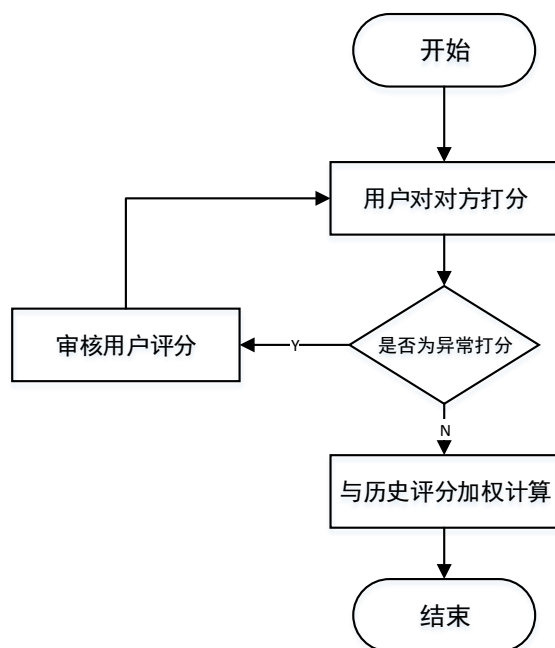 开始
用户对对方打分
是否为异常打分
Y
审核用户评分
N
与历史评分加权计算
结束